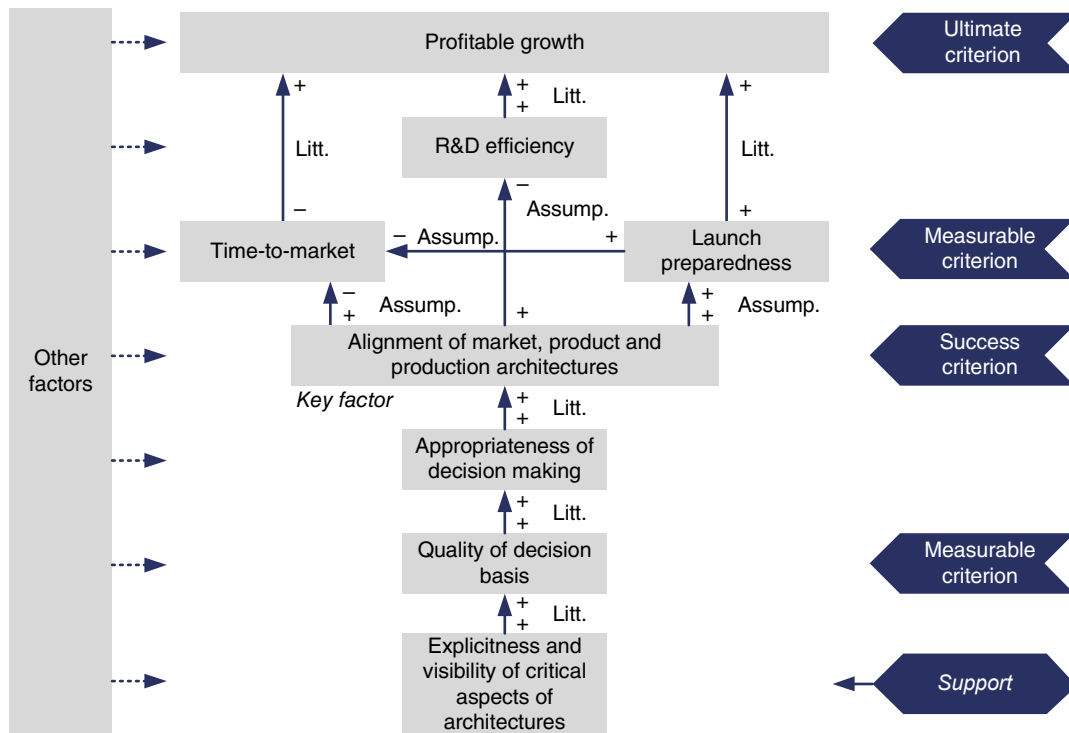 Profitable growth
Ultimate
criterion
+
+
+
+
Litt.
R&D efficiency
Litt.
Litt.
–
Assump.
–
+
–
Assump.
+
Time-to-market
Launch
preparedness
Measurable
criterion
–
+
Assump.
+
+
+
Assump.
Other
factors
Alignment of market, product and
production architectures
Success
criterion
Key factor
+
+
Litt.
Appropriateness of
decision making
+
+
Litt.
Quality of decision
basis
Measurable
criterion
+
+
Litt.
Explicitness and
visibility of critical
aspects of
architectures
Support